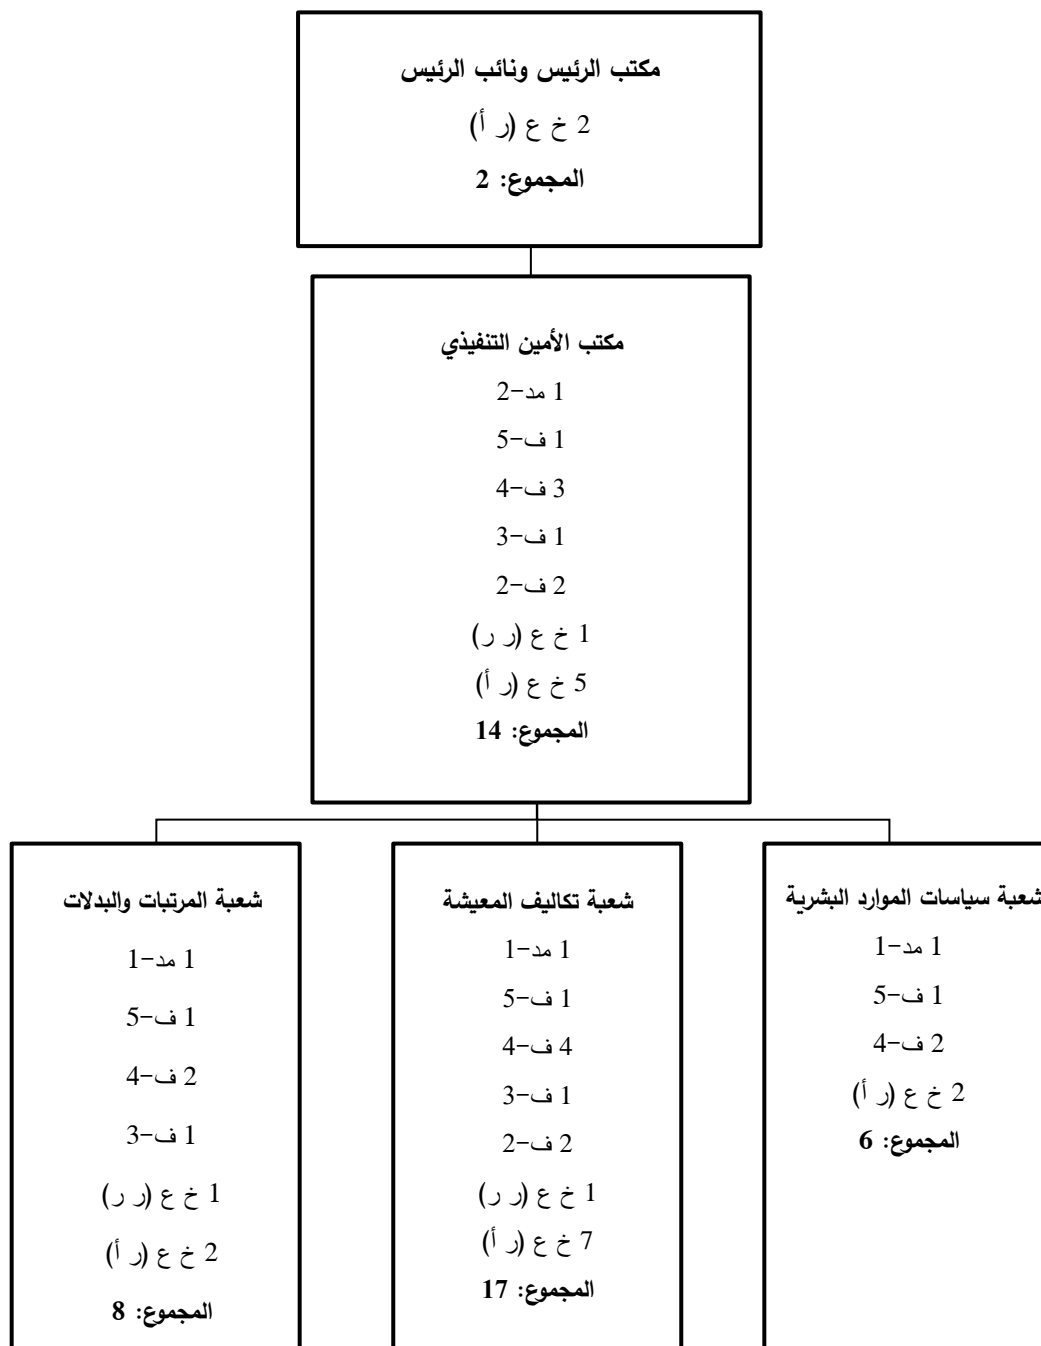 مكتب الرئيس ونائب الرئيس
2 خ ع (ر أ)
المجموع: 2
مكتب الأمين التنفيذي
1 مد-2
1 ف-5
3 ف-4
1 ف-3
2 ف-2
1 خ ع (ر ر)
5 خ ع (ر أ)
المجموع: 14
شعبة سياسات الموارد البشرية
1 مد-1
1 ف-5
2 ف-4
2 خ ع (ر أ)
المجموع: 6
شعبة تكاليف المعيشة
1 مد-1
1 ف-5
4 ف-4
1 ف-3
2 ف-2
1 خ ع (ر ر)
7 خ ع (ر أ)
المجموع: 17
شعبة المرتبات والبدلات
1 مد-1
1 ف-5
2 ف-4
1 ف-3
1 خ ع (ر ر)
2 خ ع (ر أ)
المجموع: 8